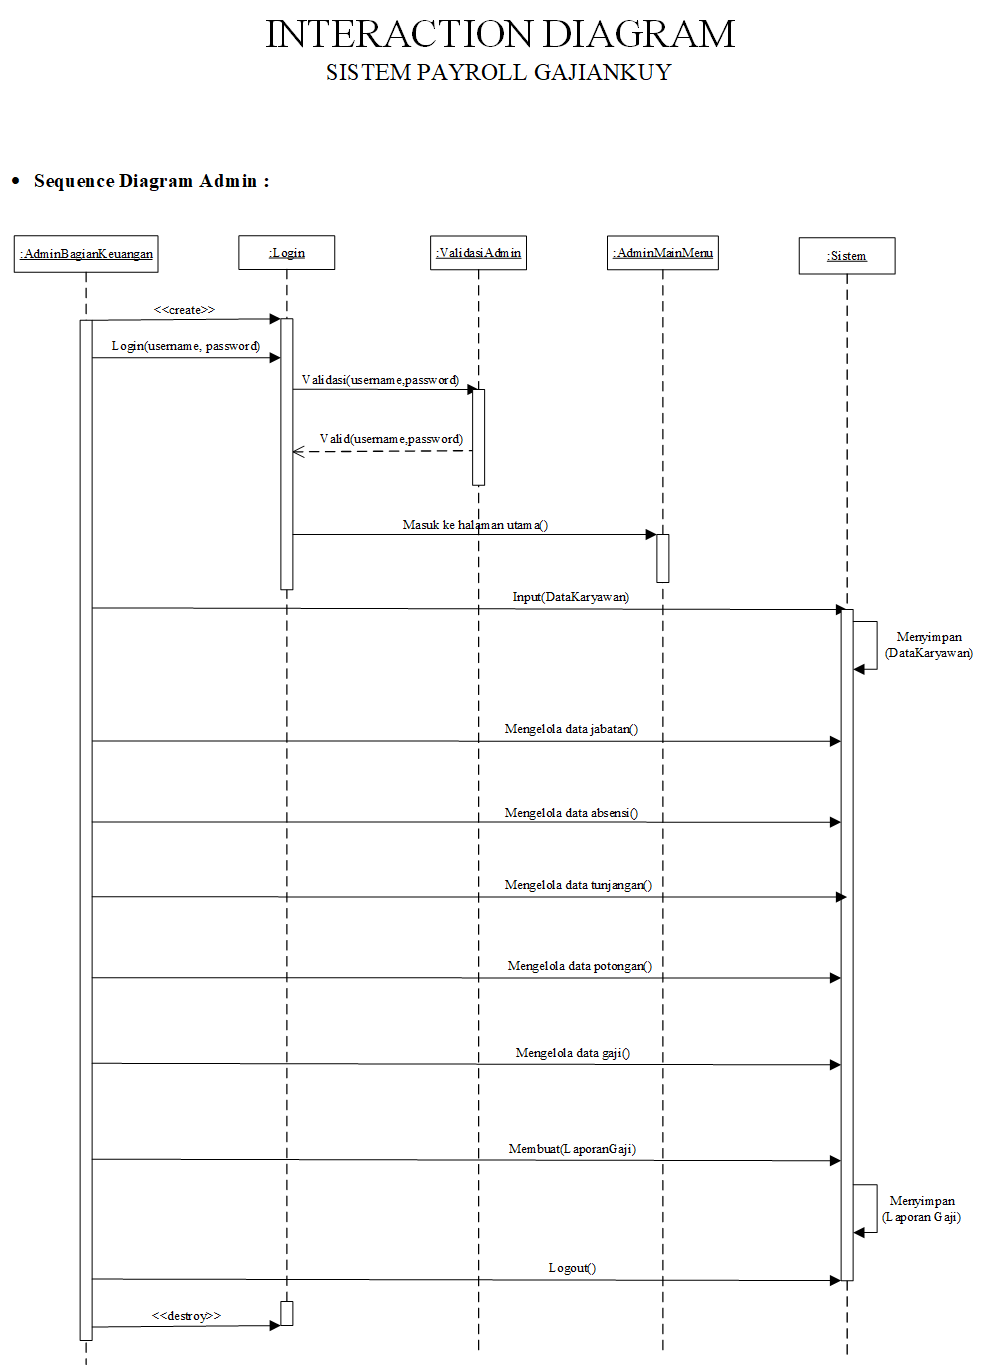 INTERACTION DIAGRAM
SISTEM PAYROLL GAJIANKUY
• Sequence Diagram Admin :
:AdminBagianKeuangan
:Login
:ValidasiAdmin
:AdminMainMenu
:Sistem
<<create>>
Login(username, password)
Validasi(username,password)
Valid(username,password)
Masuk ke halaman utama()
Input(DataKaryawan)
Menyimpan
(DataKaryawan)
Mengelola data jabatan()
Mengelola data absensi()
Mengelola data tunjangan()
Mengelola data potongan()
Mengelola data gaji()
Membuat(LaporanGaji)
Menyimpan
(Laporan Gaji)
Logout()
<<destroy>>